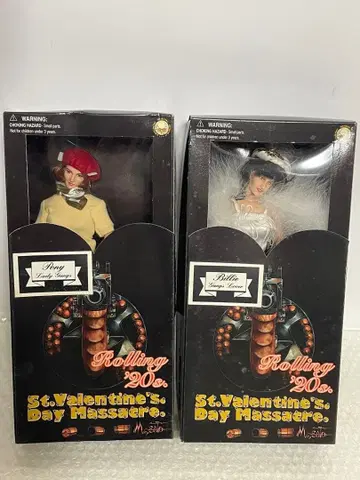 WARNING:
CHOKING HAZARD - Small parts.
Not for children under 3 years.
Pony
Lady Gangs
Rolling
'20s.
St.Valentine's.
Day Massacre.
WARNING:
CHOKING HAZARD - Small parts.
Not for children under 3 years.
Billie
Gangs Lover
Rolling
'20s.
St.Valentine's.
Day Massacre.